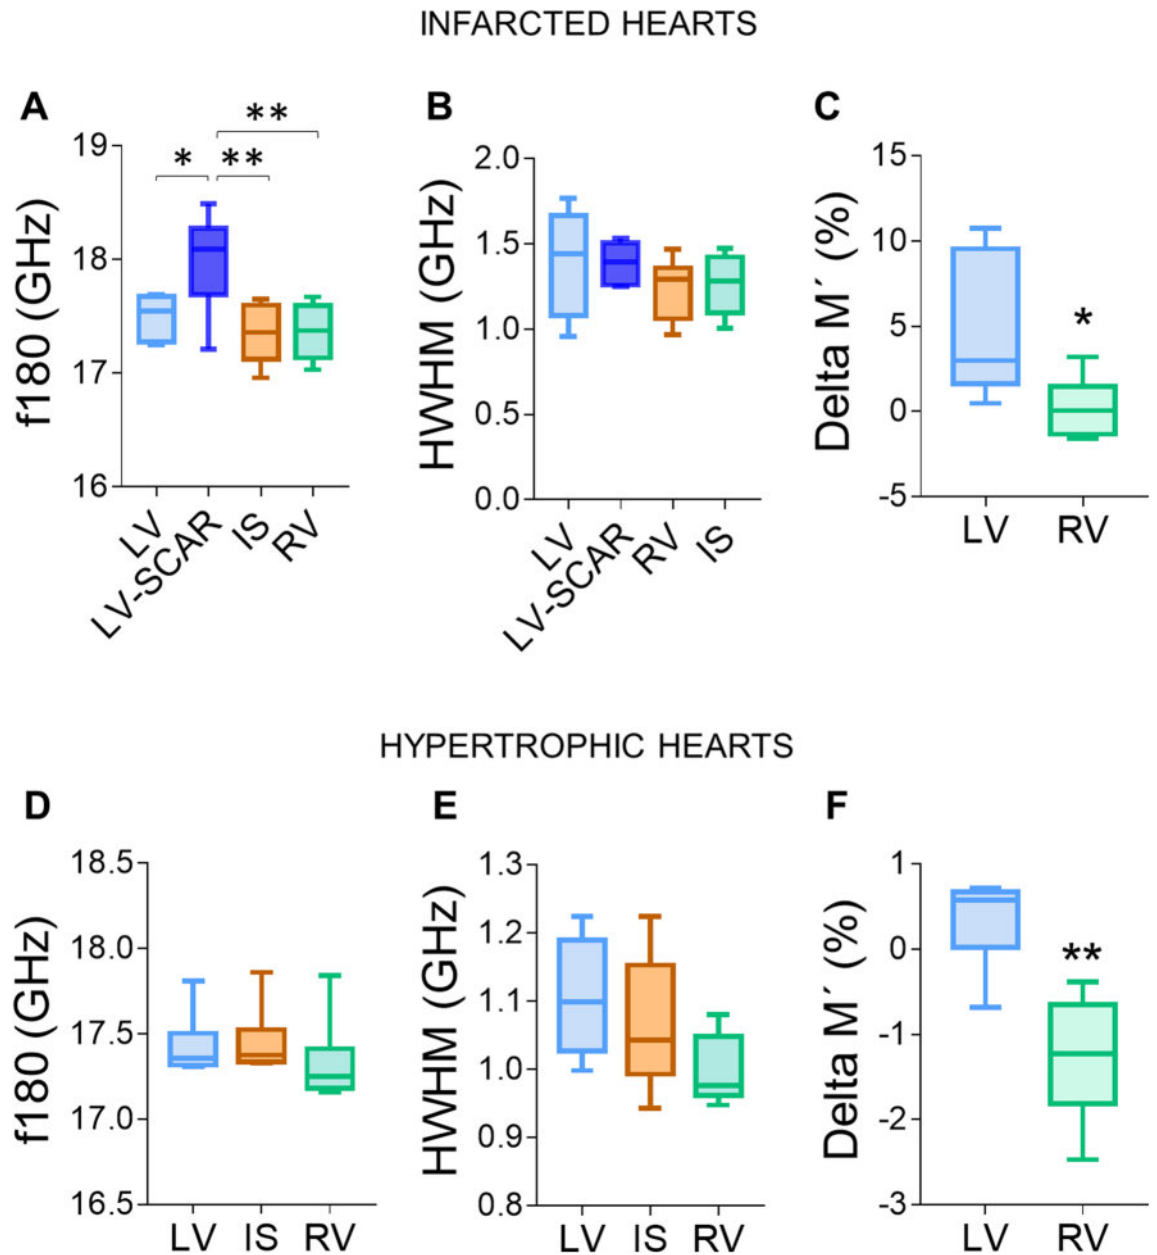 INFARCTED HEARTS
A
B
C
f180 (GHz)
19
18
17
16
*
**
**
LV
LV-SCAR
IS
RV
HWHM (GHz)
2.0
1.5
1.0
0.5
0.0
LV
LV-SCAR
RV
IS
Delta M´ (%)
15
10
5
0
-5
*
LV
RV
HYPERTROPHIC HEARTS
D
E
F
f180 (GHz)
18.5
18.0
17.5
17.0
16.5
LV
IS
RV
HWHM (GHz)
1.3
1.2
1.1
1.0
0.9
0.8
LV
IS
RV
Delta M´ (%)
1
0
-1
-2
-3
**
LV
RV